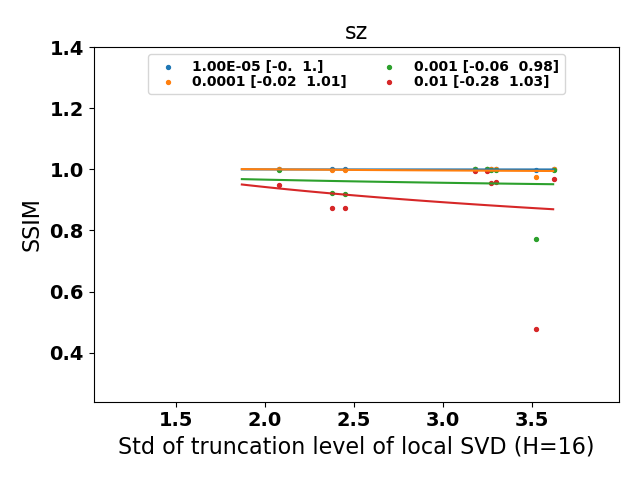 sz
1.00E-05 [-0.  1.]
0.0001 [-0.02  1.01]
0.001 [-0.06  0.98]
0.01 [-0.28  1.03]
1.4
1.2
1.0
0.8
0.6
0.4
SSIM
1.5 2.0 2.5 3.0 3.5
Std of truncation level of local SVD (H=16)